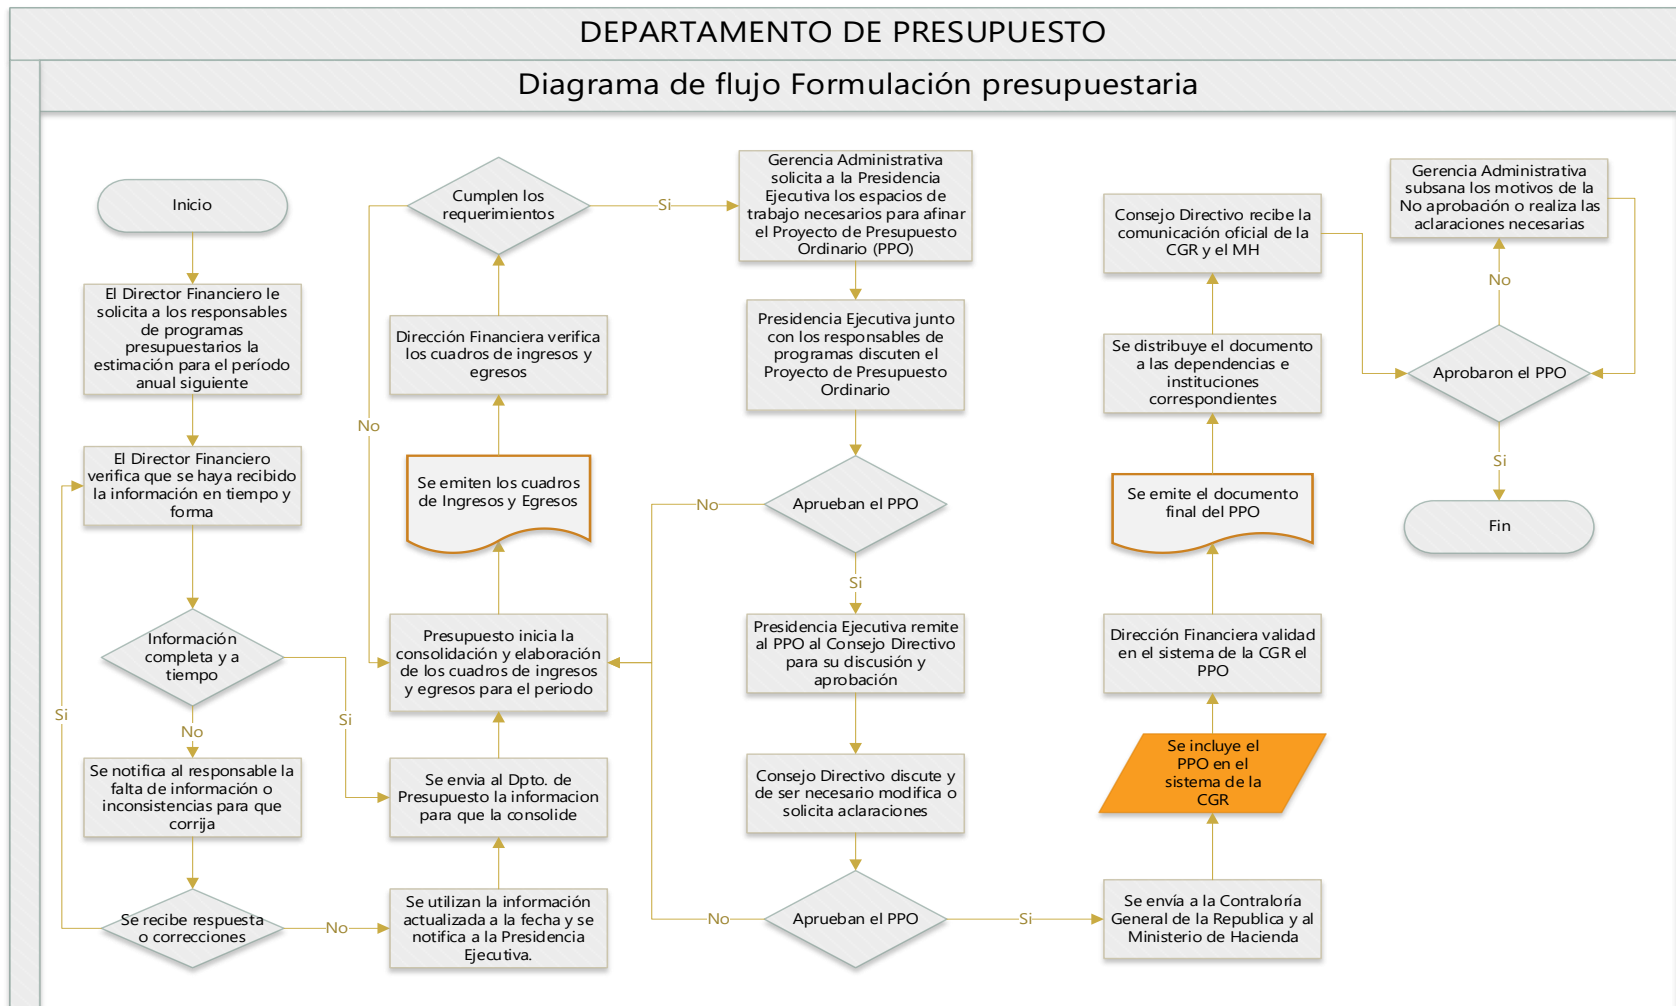 DEPARTAMENTO DE PRESUPUESTO
Diagrama de flujo Formulación presupuestaria
Inicio
El Director Financiero le
solicita a los responsables
de programas
presupuestarios la
estimación para el período
anual siguiente
El Director Financiero
verifica que se haya recibido
la información en tiempo y
forma
Información
completa y a
tiempo
Si
No
Si
Se notifica al responsable la
falta de información o
inconsistencias para que
corrija
Se recibe respuesta
o correcciones
No
Se utilizan la información
actualizada a la fecha y se
notifica a la Presidencia
Ejecutiva.
Se envia al Dpto. de
Presupuesto la informacion
para que la consolide
Presupuesto inicia la
consolidación y elaboración
de los cuadros de ingresos
y egresos para el periodo
Se emiten los cuadros
de Ingresos y Egresos
Dirección Financiera verifica
los cuadros de ingresos y
egresos
Cumplen los
requerimientos
No
Si
Gerencia Administrativa
solicita a la Presidencia
Ejecutiva los espacios de
trabajo necesarios para afinar
el Proyecto de Presupuesto
Ordinario (PPO)
Presidencia Ejecutiva junto
con los responsables de
programas discuten el
Proyecto de Presupuesto
Ordinario
Aprueban el PPO
No
Si
Presidencia Ejecutiva remite
al PPO al Consejo Directivo
para su discusión y
aprobación
Consejo Directivo discute y
de ser necesario modifica o
solicita aclaraciones
Aprueban el PPO
No
Si
Se envía a la Contraloría
General de la Republica y al
Ministerio de Hacienda
Se incluye el
PPO en el
sistema de la
CGR
Dirección Financiera validad
en el sistema de la CGR el
PPO
Se emite el documento
final del PPO
Se distribuye el documento
a las dependencias e
instituciones
correspondientes
Consejo Directivo recibe la
comunicación oficial de la
CGR y el MH
Gerencia Administrativa
subsana los motivos de la
No aprobación o realiza las
aclaraciones necesarias
No
Aprobaron el PPO
Si
Fin